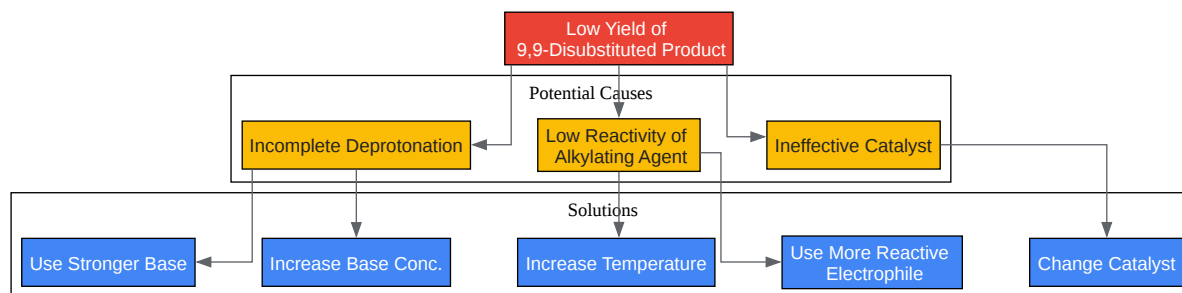 Low Yield of
9,9-Disubstituted Product
Potential Causes
Incomplete Deprotonation
Low Reactivity of
Alkylating Agent
Ineffective Catalyst
Solutions
Use Stronger Base
Increase Base Conc.
Increase Temperature
Use More Reactive
Electrophile
Change Catalyst